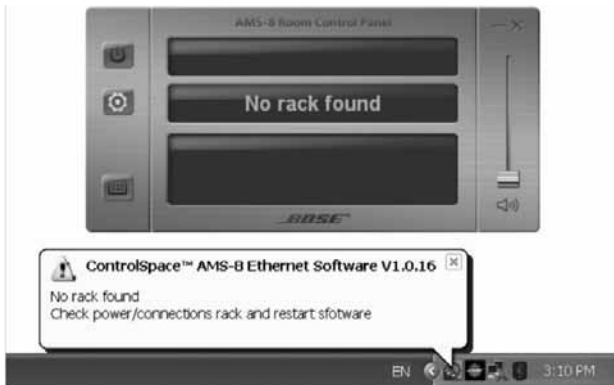 AMS-8 Room Control Panel
No rack found
BOSE
ControlSpace™ AMS-8 Ethernet Software V1.0.16
No rack found
Check power/connections rack and restart sfotware
EN 3:10 PM